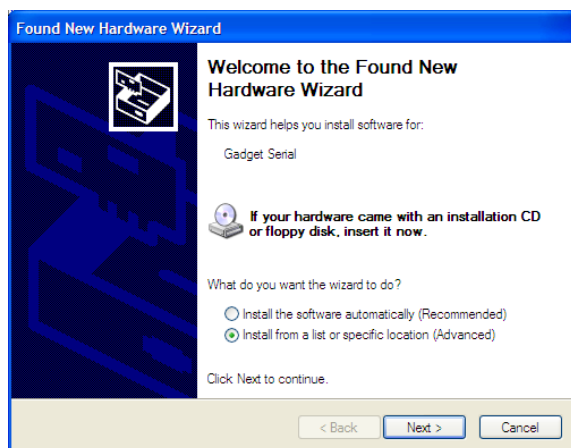 Found New Hardware Wizard
Welcome to the Found New
Hardware Wizard
This wizard helps you install software for:
Gadget Serial
If your hardware came with an installation CD
or floppy disk, insert it now.
What do you want the wizard to do?
Install the software automatically (Recommended)
Install from a list or specific location (Advanced)
Click Next to continue.
< Back Next > Cancel